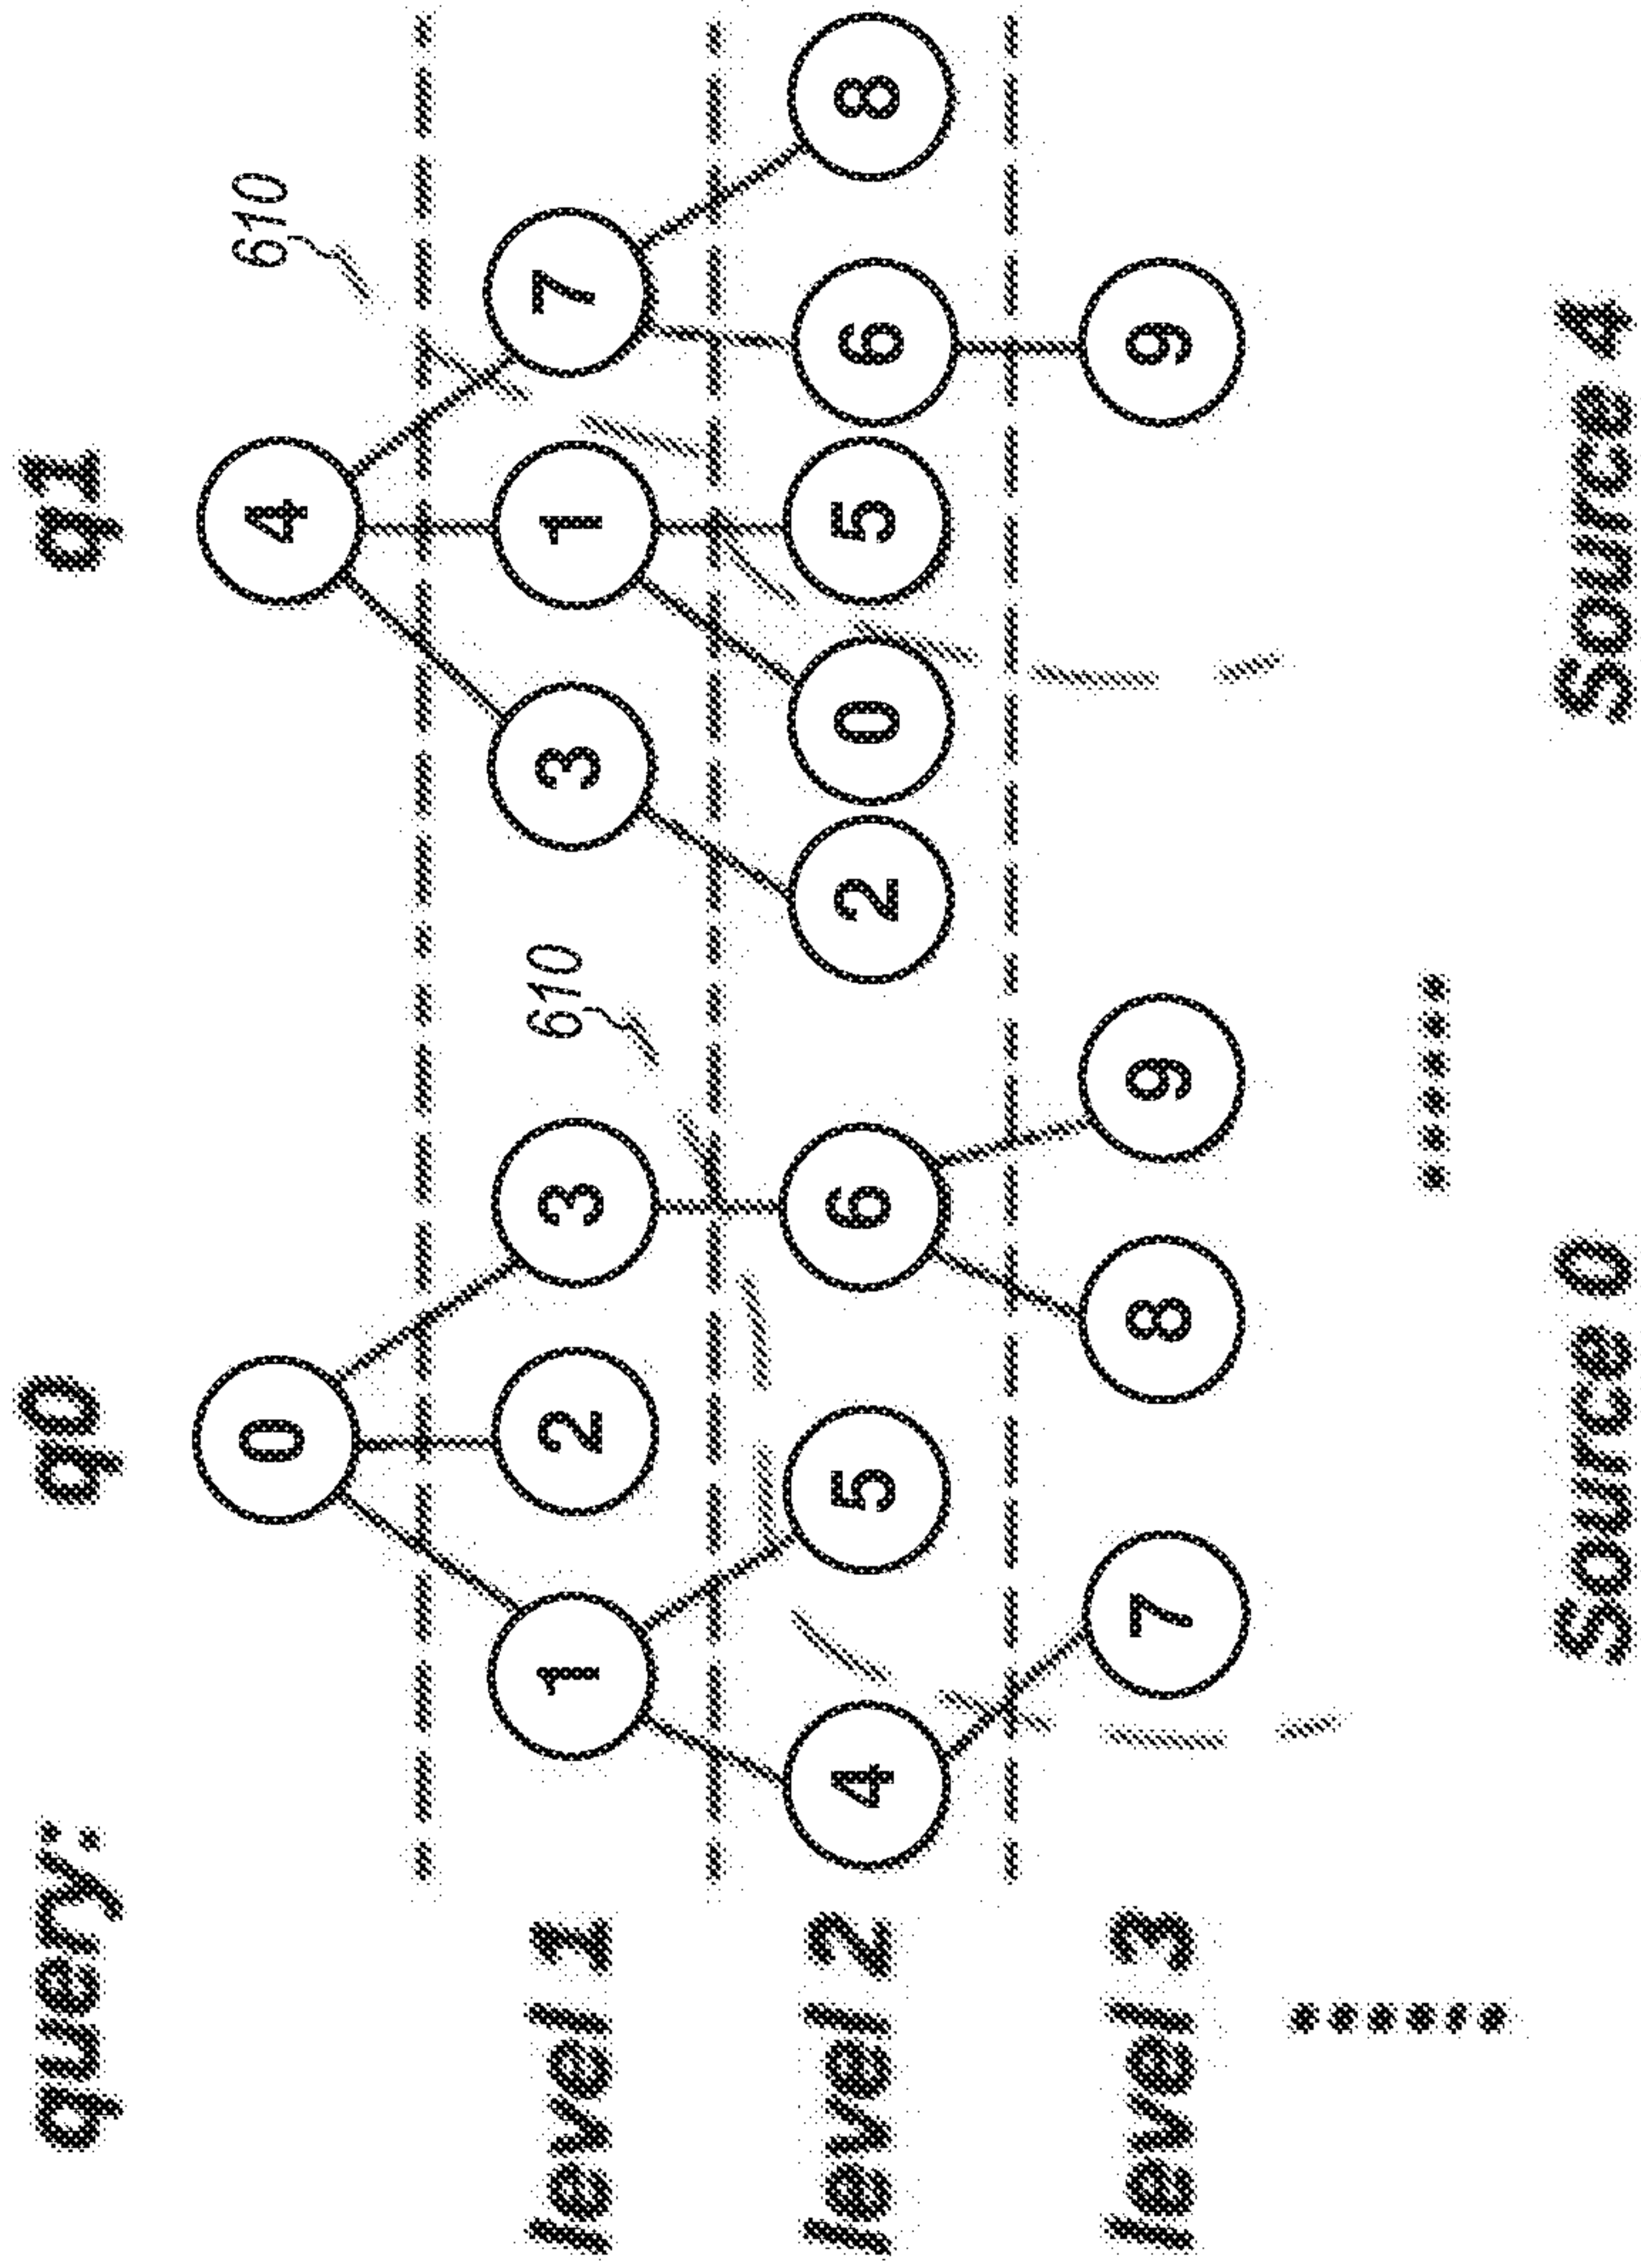 query: q0 q1
0 4
610
level 1 1 2 3 3 1 7
610
level 2 4 5 6 2 0 5 6 8
level 3 7 8 9 9
Source 0 Source 4